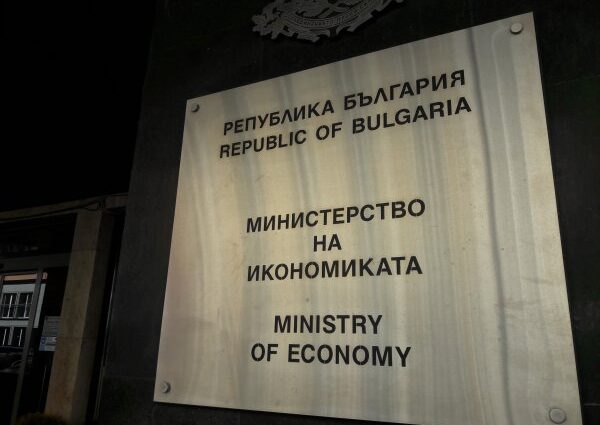 РЕПУБЛИКА БЪЛГАРИЯ
REPUBLIC OF BULGARIA
МИНИСТЕРСТВО
НА
ИКОНОМИКАТА
MINISTRY
OF ECONOMY